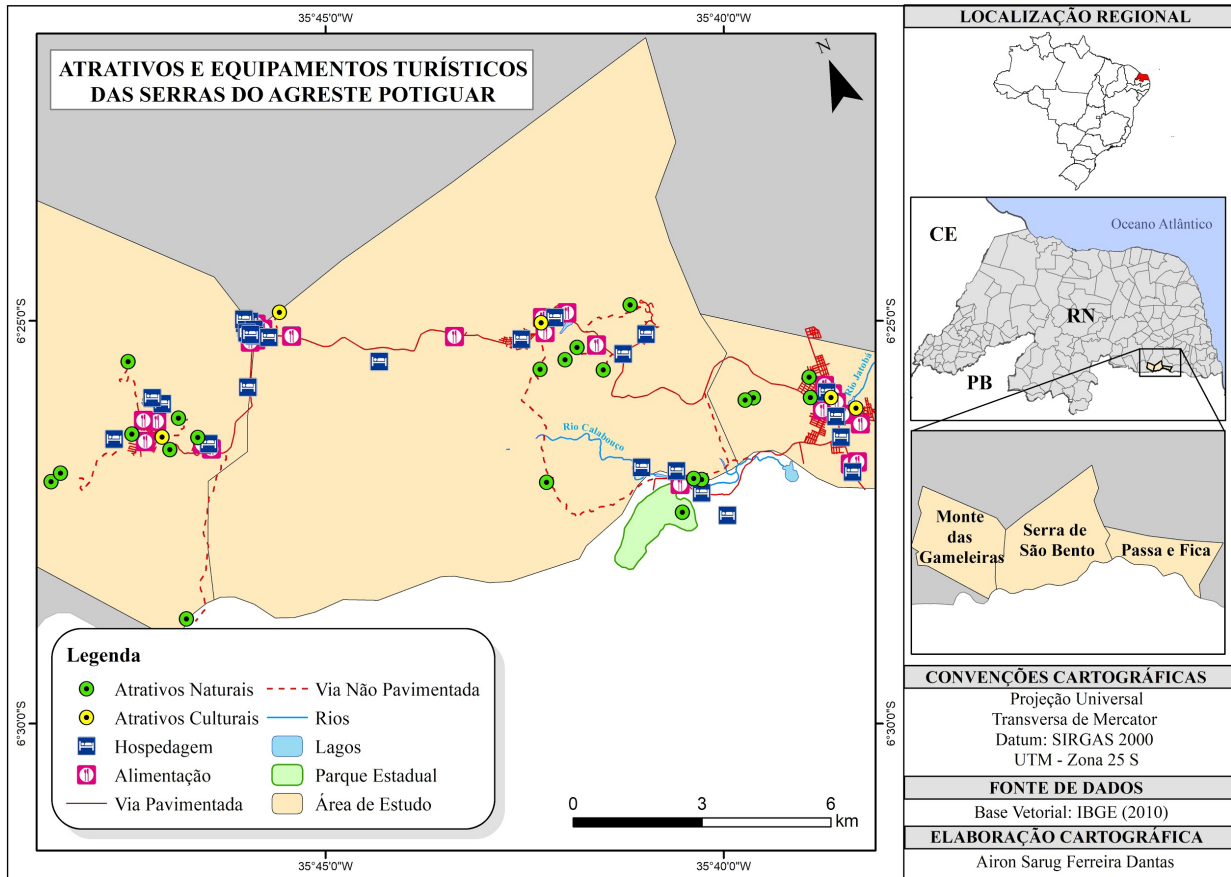 35°45'0"W
35°40'0"W
ATRATIVOS E EQUIPAMENTOS TURÍSTICOS
DAS SERRAS DO AGRESTE POTIGUAR
N
6°25'0"S
6°25'0"S
Rio Jatobá
Rio Calabouço
6°30'0"S
6°30'0"S
Legenda
Atrativos Naturais
Atrativos Culturais
Hospedagem
Alimentação
Via Pavimentada
Via Não Pavimentada
Rios
Lagos
Parque Estadual
Área de Estudo
0 3 6
km
35°45'0"W
35°40'0"W
LOCALIZAÇÃO REGIONAL
Oceano Atlântico
CE
RN
PB
Monte
das
Gameleiras
Serra de
São Bento
Passa e Fica
CONVENÇÕES CARTOGRÁFICAS
Projeção Universal
Transversa de Mercator
Datum: SIRGAS 2000
UTM - Zona 25 S
FONTE DE DADOS
Base Vetorial: IBGE (2010)
ELABORAÇÃO CARTOGRÁFICA
Airon Sarug Ferreira Dantas